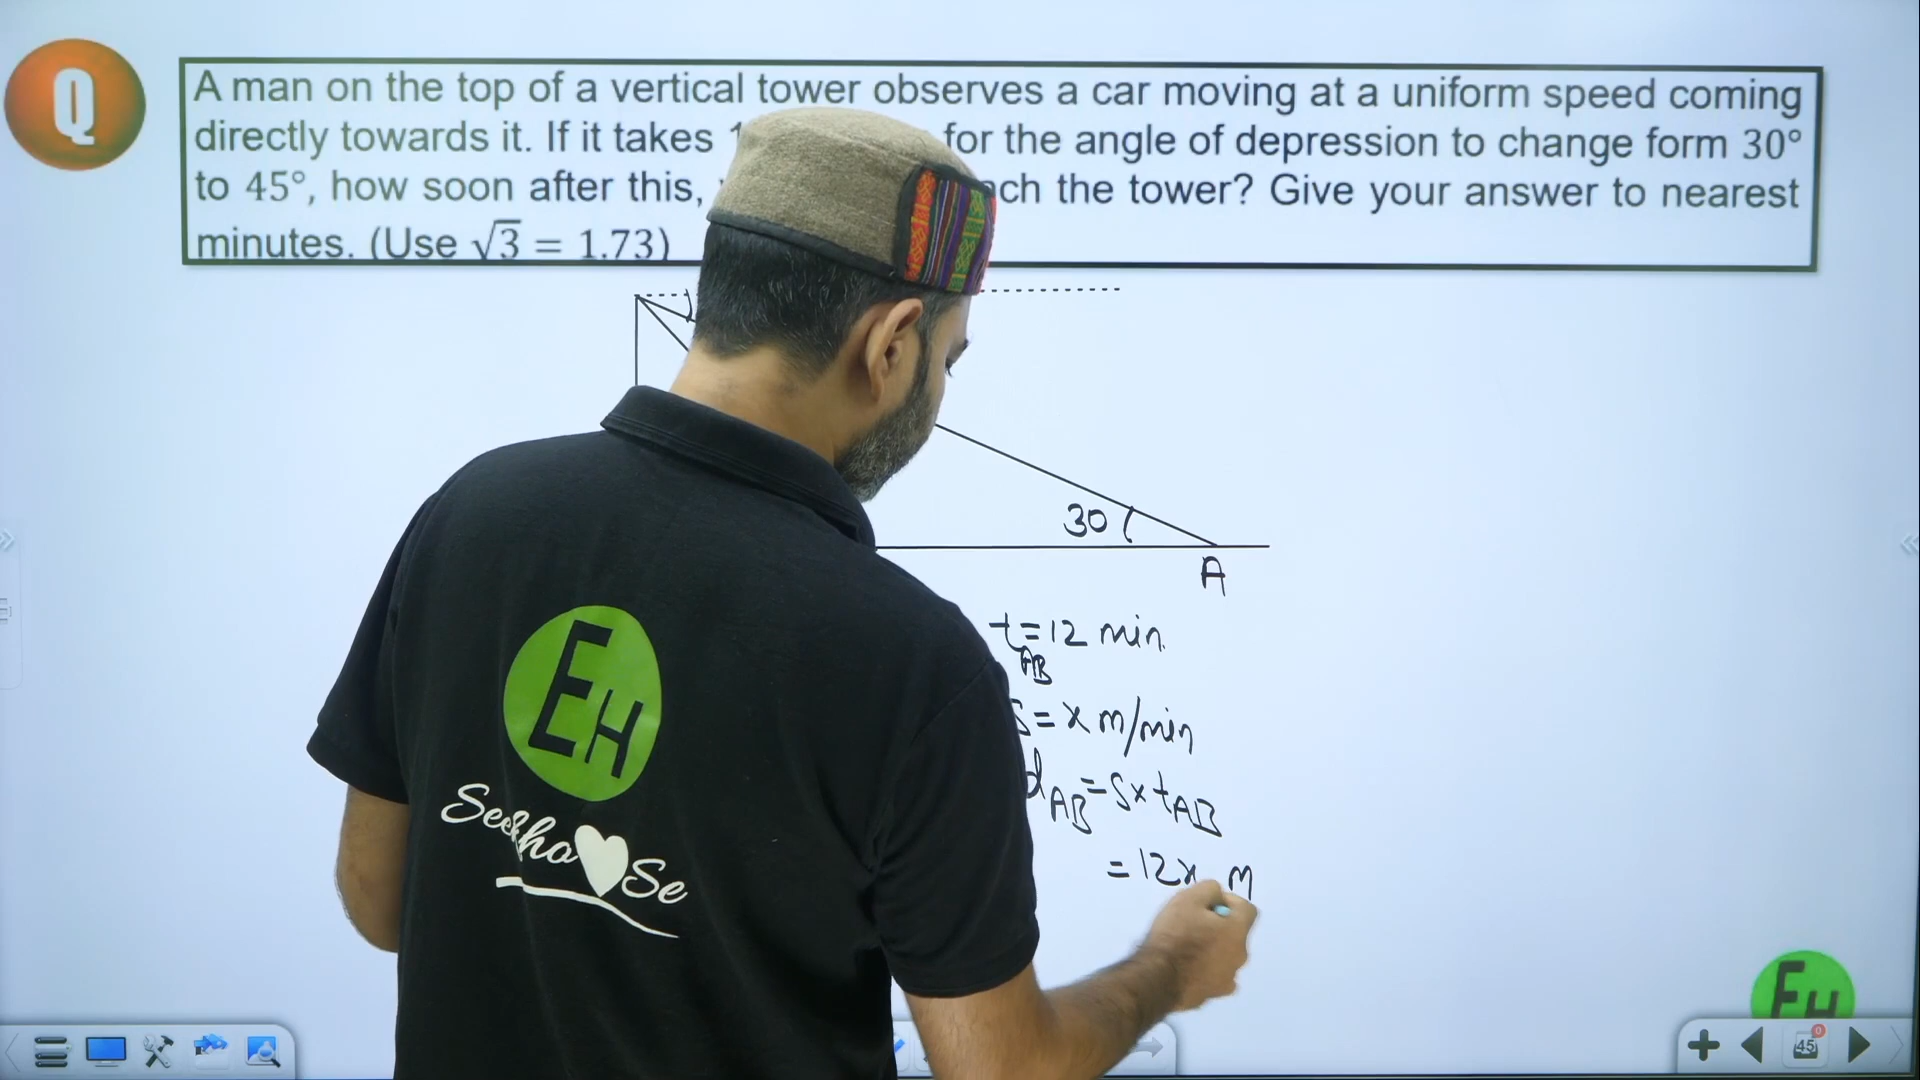 Q
A man on the top of a vertical tower observes a car moving at a uniform speed coming
directly towards it. If it takes for the angle of depression to change form 30°
to 45°, how soon after this, the tower? Give your answer to nearest
minutes. (Use √3 = 1.73)
30
A
t = 12 min
AB
S = x m/min
d AB = S × t AB
= 12x m
EH
Seekho Se
EH
45
0